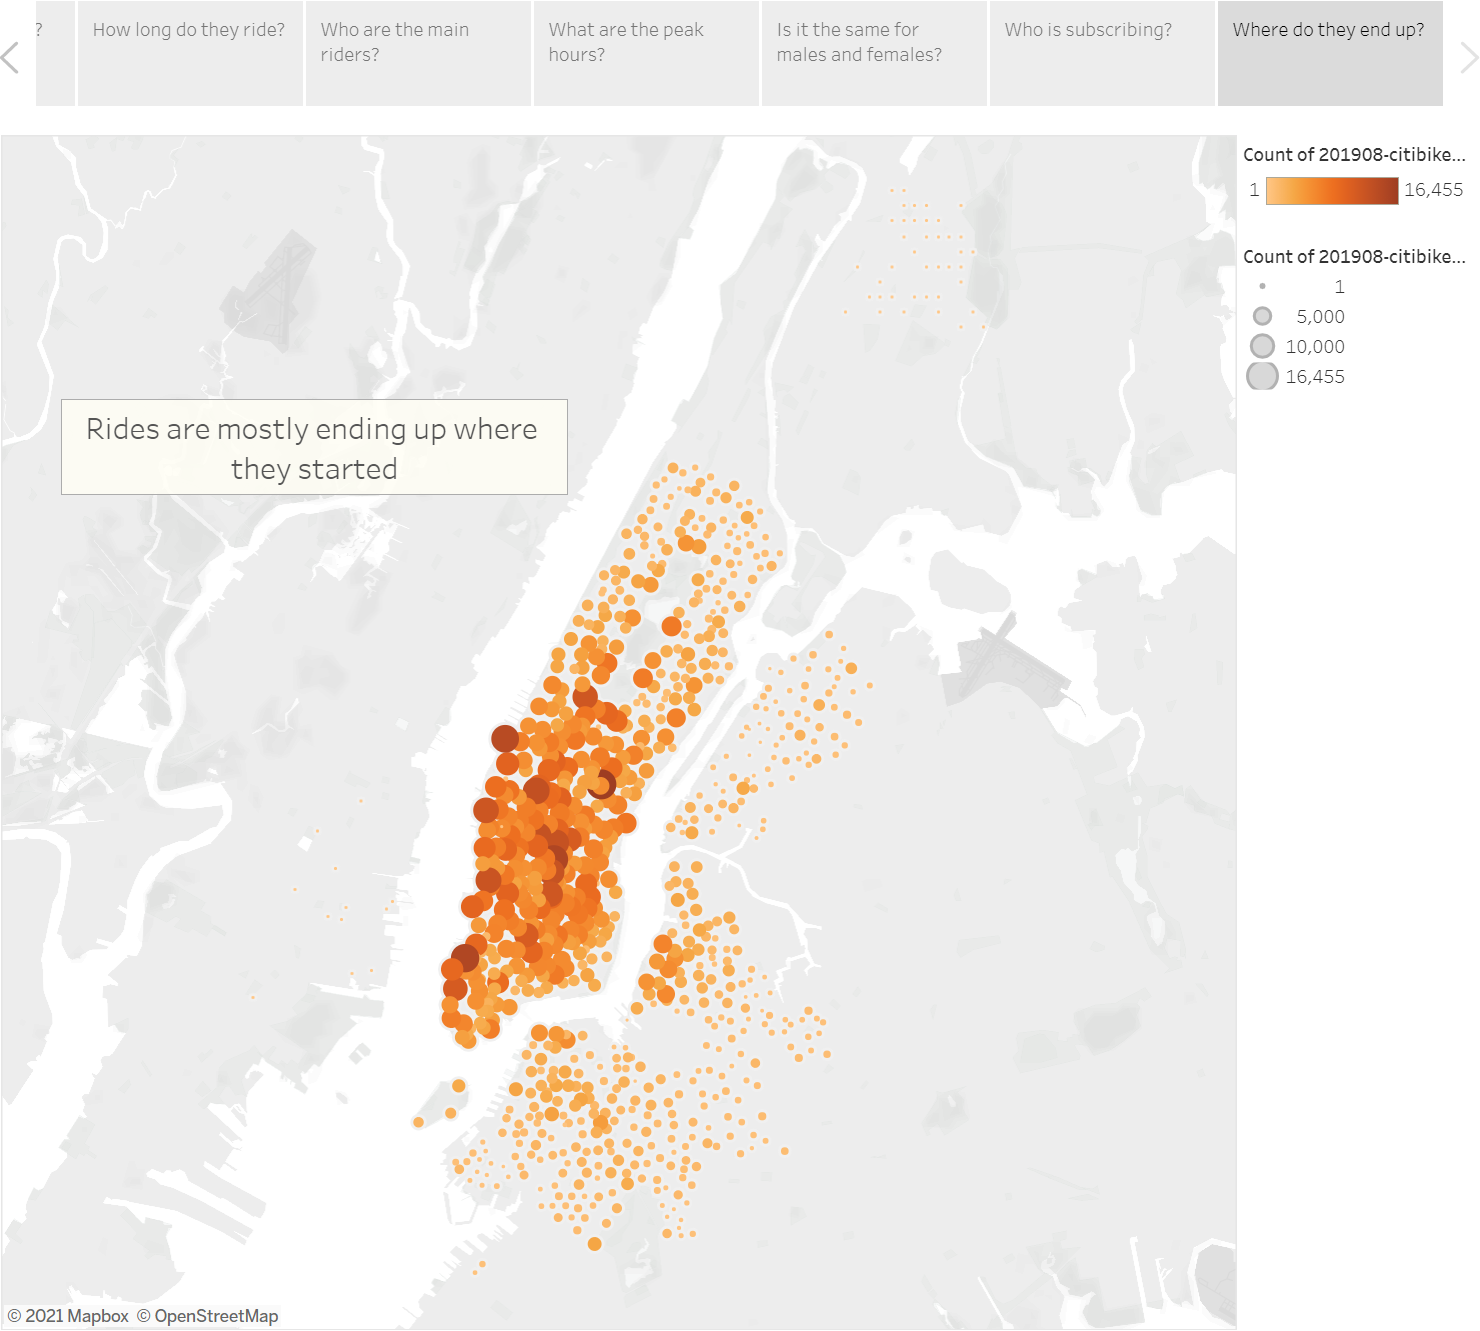 ?
How long do they ride?
Who are the main
riders?
What are the peak
hours?
Is it the same for
males and females?
Who is subscribing?
Where do they end up?
Count of 201908-citibike...
1
16,455
Count of 201908-citibike...
1
5,000
10,000
16,455
Rides are mostly ending up where
they started
© 2021 Mapbox © OpenStreetMap